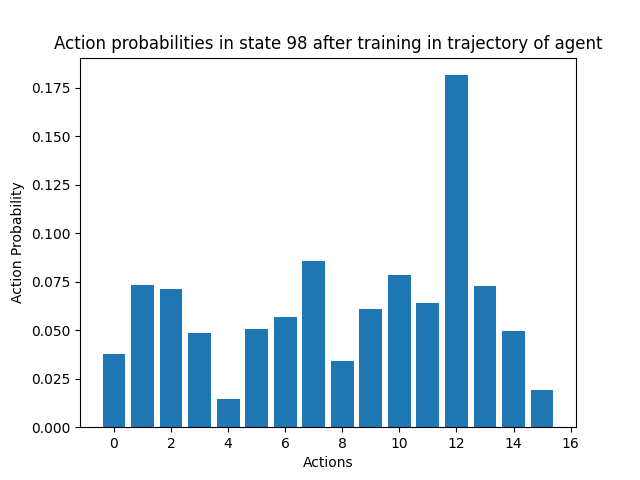 Action probabilities in state 98 after training in trajectory of agent
0.175
0.150
0.125
0.100
0.075
0.050
0.025
0.000
Action Probability
0 2 4 6 8 10 12 14 16
Actions